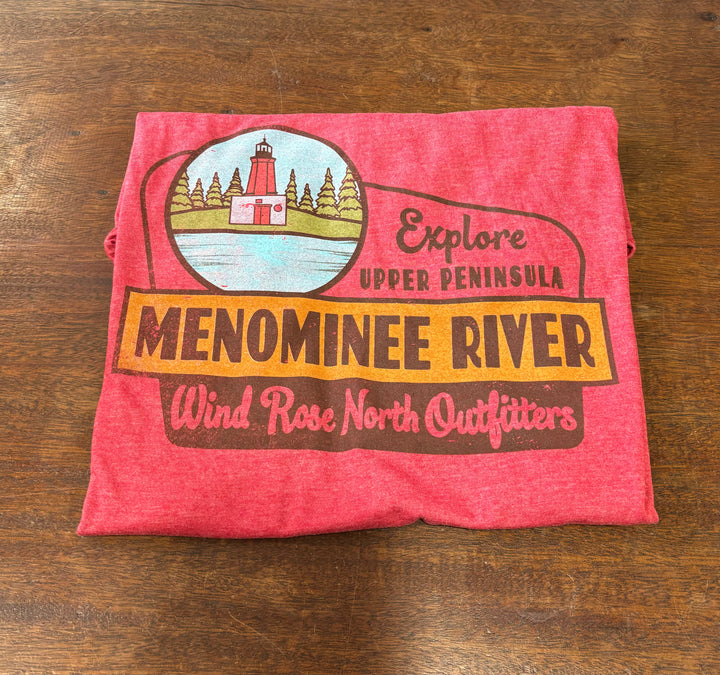 Explore
UPPER PENINSULA
MENOMINEE RIVER
Wind Rose North Outfitters